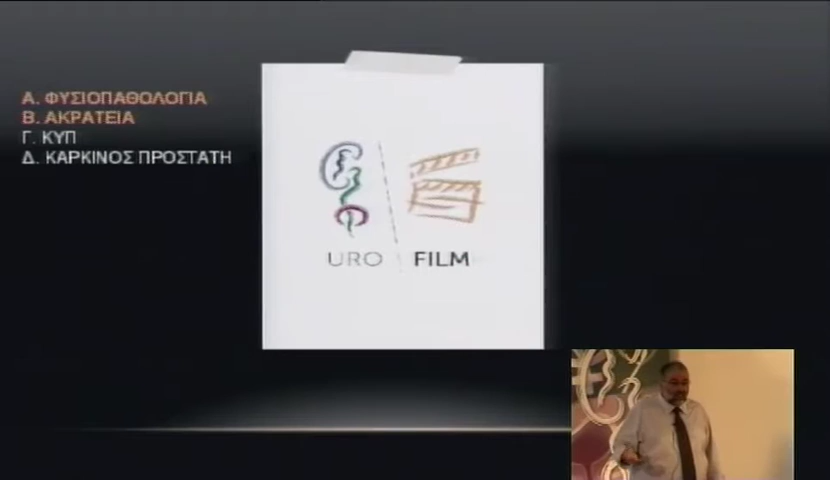 Α. ΦΥΣΙΟΠΑΘΟΛΟΓΙΑ
Β. ΑΚΡΑΤΕΙΑ
Γ. ΚΥΠ
Δ. ΚΑΡΚΙΝΟΣ ΠΡΟΣΤΑΤΗ
URO FILM